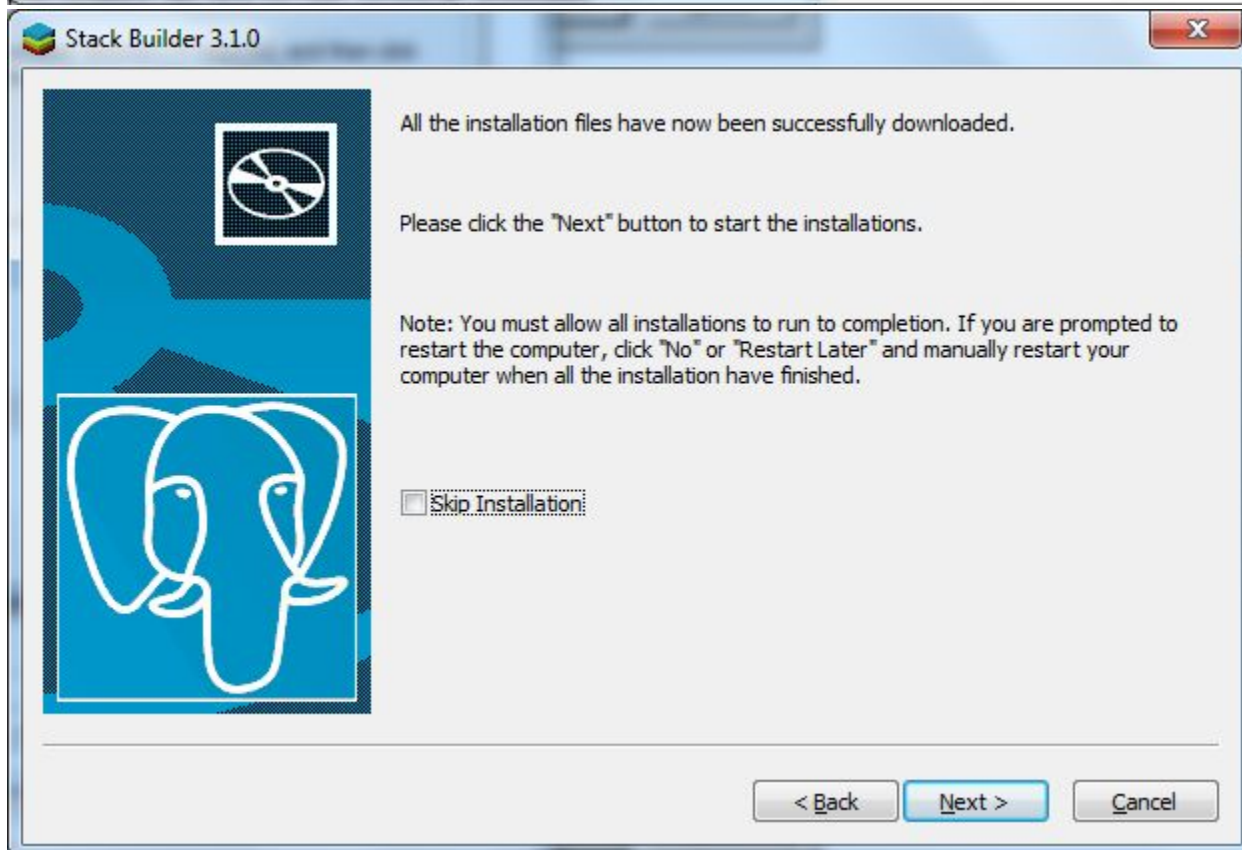 Stack Builder 3.1.0
All the installation files have now been successfully downloaded.
Please click the "Next" button to start the installations.
Note: You must allow all installations to run to completion. If you are prompted to
restart the computer, click "No" or "Restart Later" and manually restart your
computer when all the installation have finished.
Skip Installation
< Back
Next >
Cancel